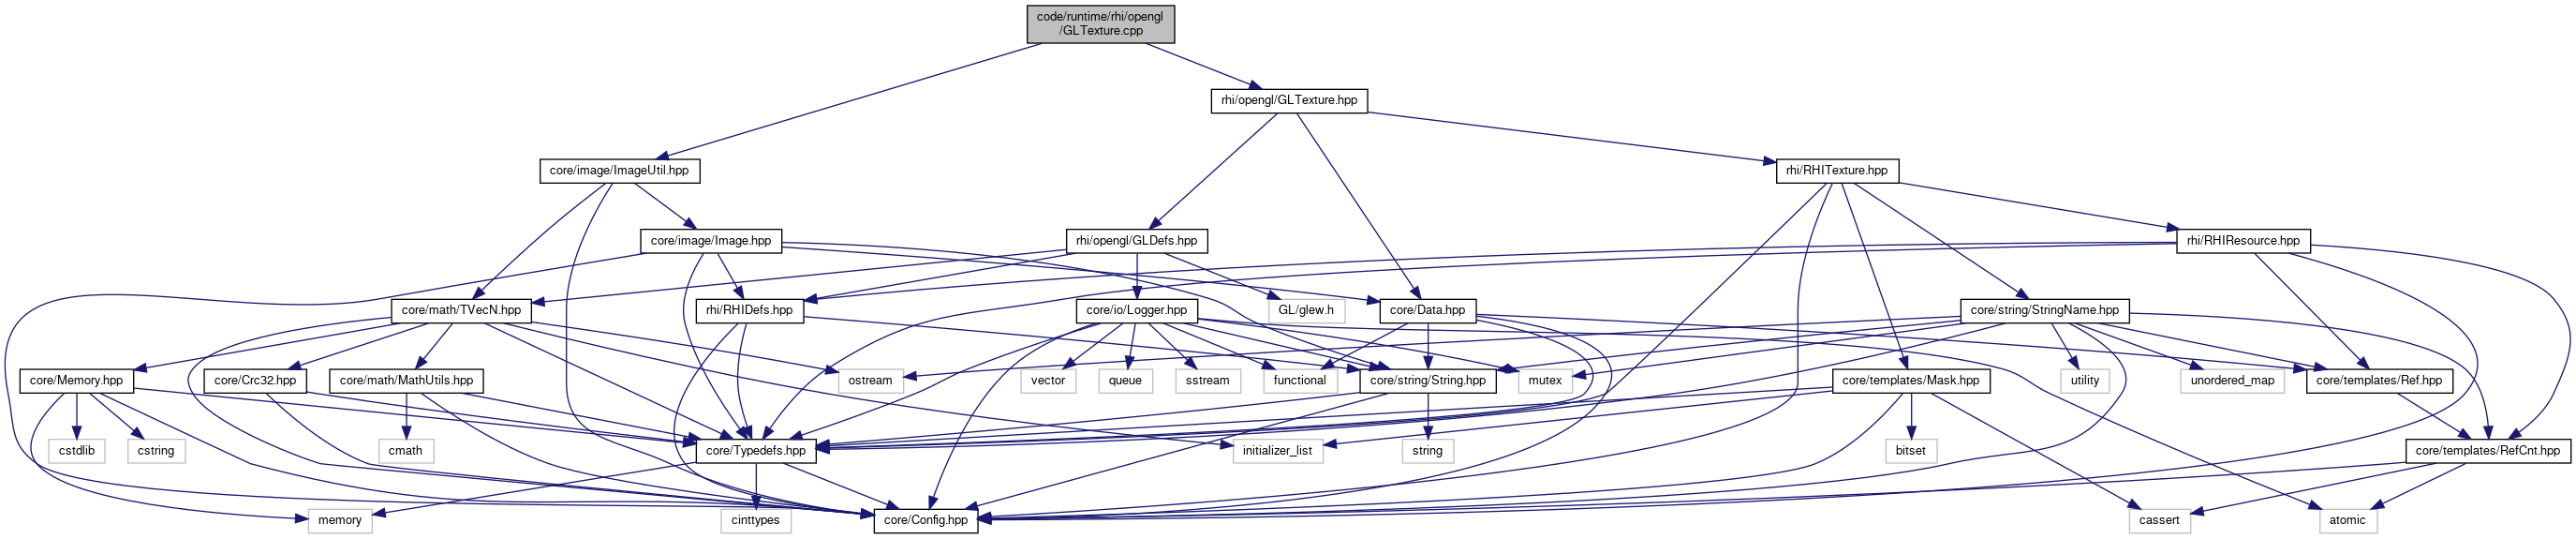 code/runtime/rhi/opengl
/GLTexture.cpp
rhi/opengl/GLTexture.hpp
core/image/ImageUtil.hpp
rhi/RHITexture.hpp
core/image/Image.hpp
rhi/opengl/GLDefs.hpp
rhi/RHIResource.hpp
core/math/TVecN.hpp
rhi/RHIDefs.hpp
core/io/Logger.hpp
GL/glew.h
core/Data.hpp
core/string/StringName.hpp
core/Memory.hpp
core/Crc32.hpp
core/math/MathUtils.hpp
ostream
vector
queue
sstream
functional
core/string/String.hpp
mutex
core/templates/Mask.hpp
utility
unordered_map
core/templates/Ref.hpp
cstdlib
cstring
cmath
core/Typedefs.hpp
initializer_list
string
bitset
core/templates/RefCnt.hpp
memory
cinttypes
core/Config.hpp
cassert
atomic